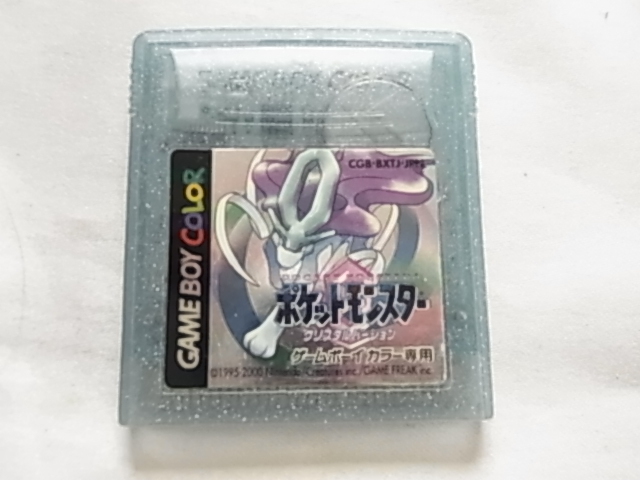 CGB-BXTJ-JPN
GAME BOY COLOR
POCKET MONSTERS
ポケットモンスター
クリスタルバージョン
ゲームボーイカラー専用
©1995-2000 Nintendo/Creatures inc./GAME FREAK inc.